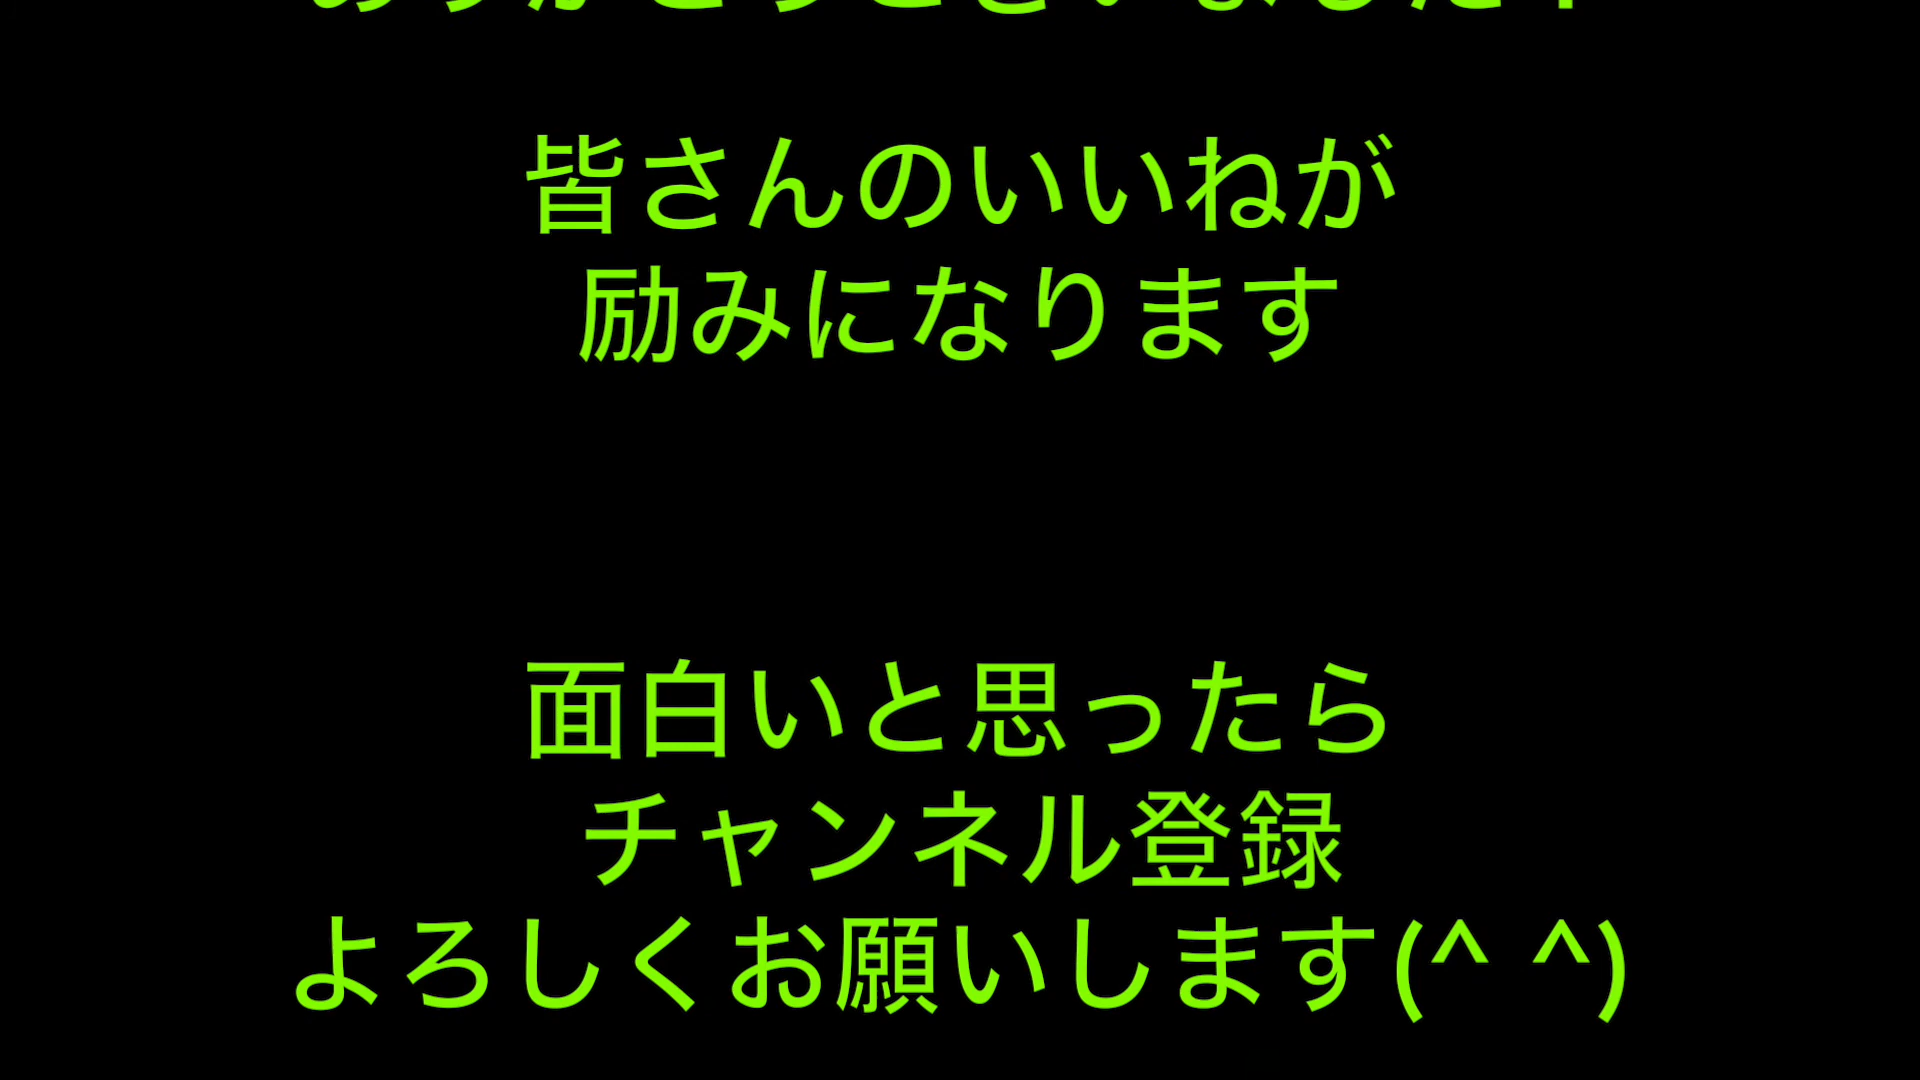 皆さんのいいねが
励みになります
面白いと思ったら
チャンネル登録
よろしくお願いします(^ ^)